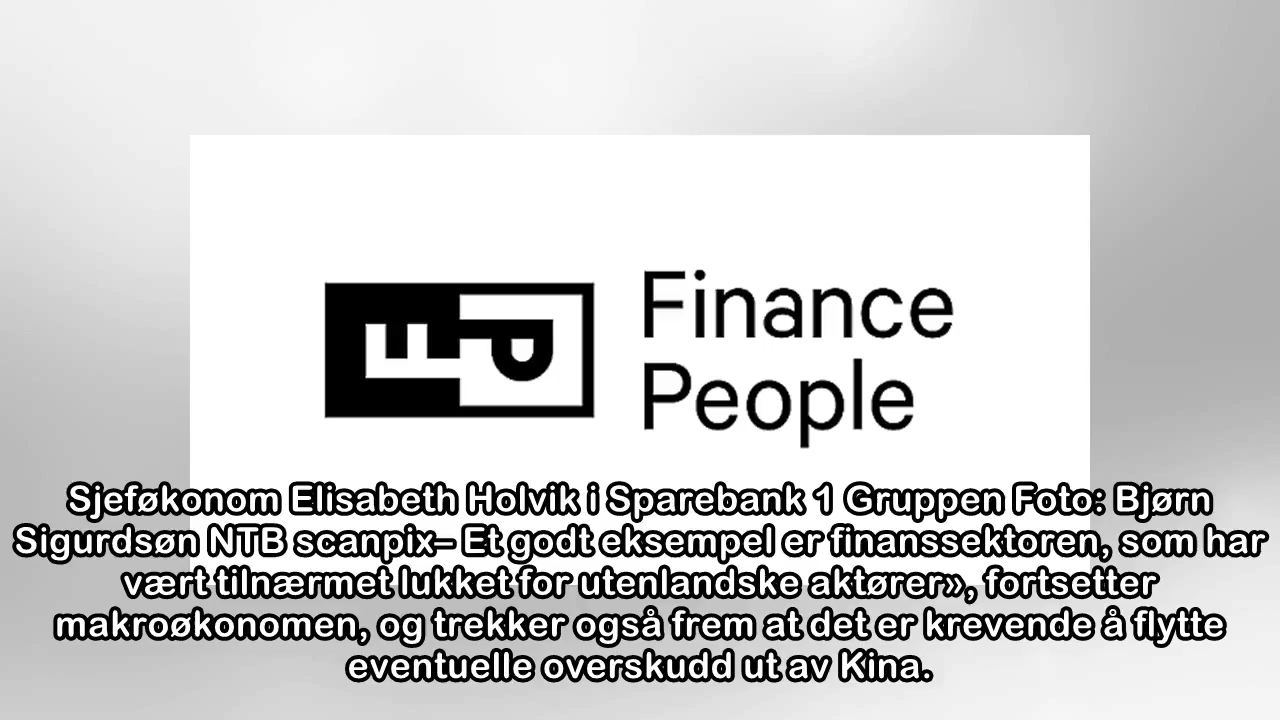 FP
Finance
People
Sjeføkonom Elisabeth Holvik i Sparebank 1 Gruppen Foto: Bjørn
Sigurdsøn NTB scanpix– Et godt eksempel er finanssektoren, som har
vært tilnærmet lukket for utenlandske aktører», fortsetter
makroøkonomen, og trekker også frem at det er krevende å flytte
eventuelle overskudd ut av Kina.